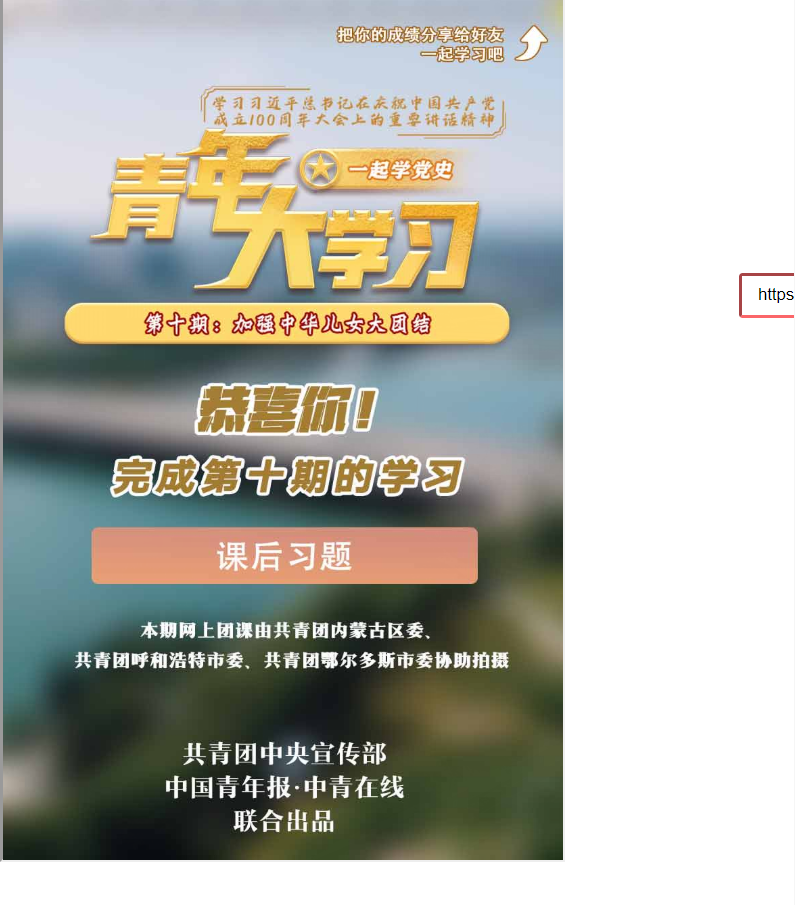 把你的成绩分享给好友
一起学习吧
学习习近平总书记在庆祝中国共产党
成立100周年大会上的重要讲话精神
青年大学习
一起学党史
第十期：加强中华儿女大团结
恭喜你！
完成第十期的学习
课后习题
本期网上团课由共青团内蒙古区委、
共青团呼和浩特市委、共青团鄂尔多斯市委协助拍摄
共青团中央宣传部
中国青年报·中青在线
联合出品
https